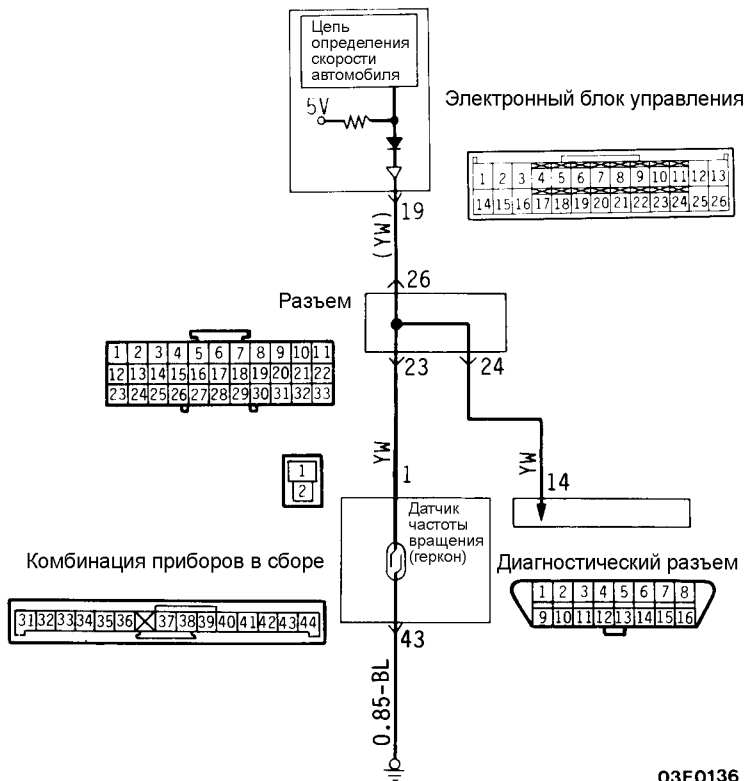 Цепь
определения
скорости
автомобиля
5V
Электронный блок управления
1 2 3 4 5 6 7 8 9 10 11 12 13
14 15 16 17 18 19 20 21 22 23 24 25 26
19
(YW)
26
Разъем
23
24
1 2 3 4 5 6 7 8 9 10 11
12 13 14 15 16 17 18 19 20 21 22
23 24 25 26 27 28 29 30 31 32 33
YW
1
YW
14
1
2
Датчик
частоты
вращения
(геркон)
Комбинация приборов в сборе
31 32 33 34 35 36 37 38 39 40 41 42 43 44
Диагностический разъем
1 2 3 4 5 6 7 8
9 10 11 12 13 14 15 16
43
0.85-BL
03F0136